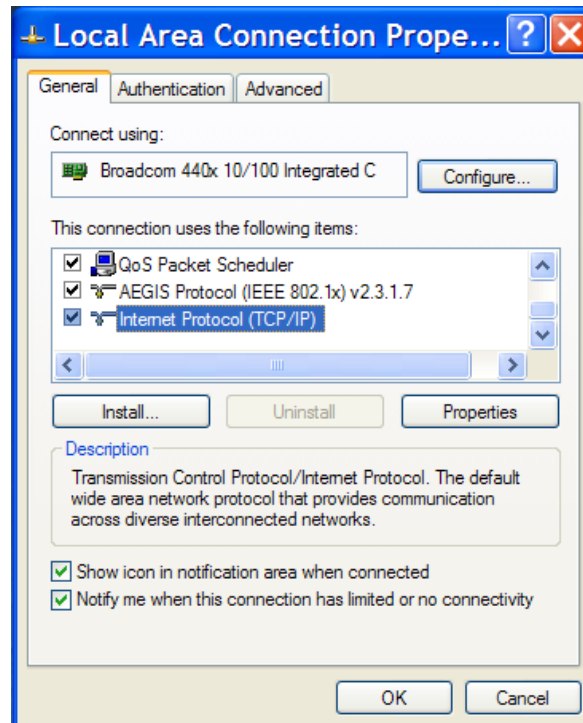 Local Area Connection Prope... ?
General Authentication Advanced
Connect using:
Broadcom 440x 10/100 Integrated C
Configure...
This connection uses the following items:
QoS Packet Scheduler
AEGIS Protocol (IEEE 802.1x) v2.3.1.7
Internet Protocol (TCP/IP)
Install... Uninstall Properties
Description
Transmission Control Protocol/Internet Protocol. The default
wide area network protocol that provides communication
across diverse interconnected networks.
Show icon in notification area when connected
Notify me when this connection has limited or no connectivity
OK Cancel